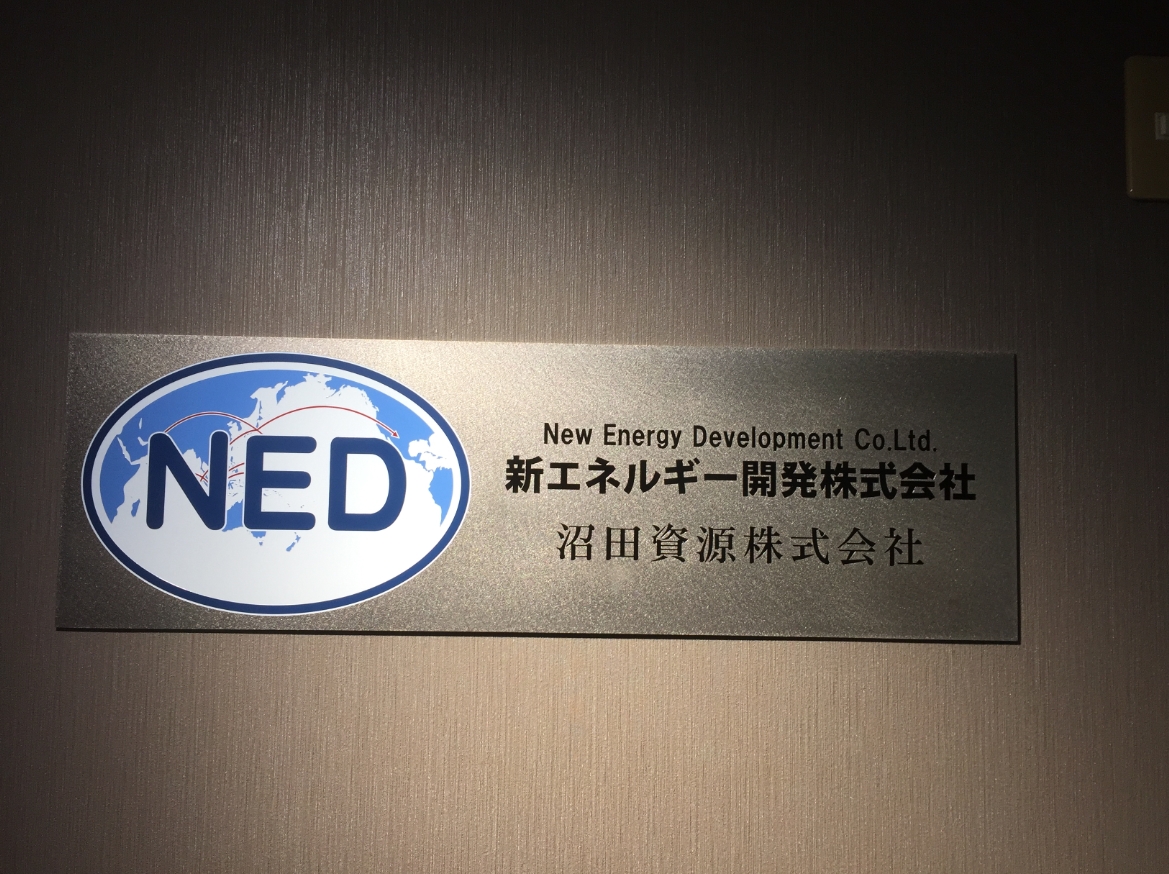 NED
New Energy Development Co.Ltd.
新エネルギー開発株式会社
沼田資源株式会社